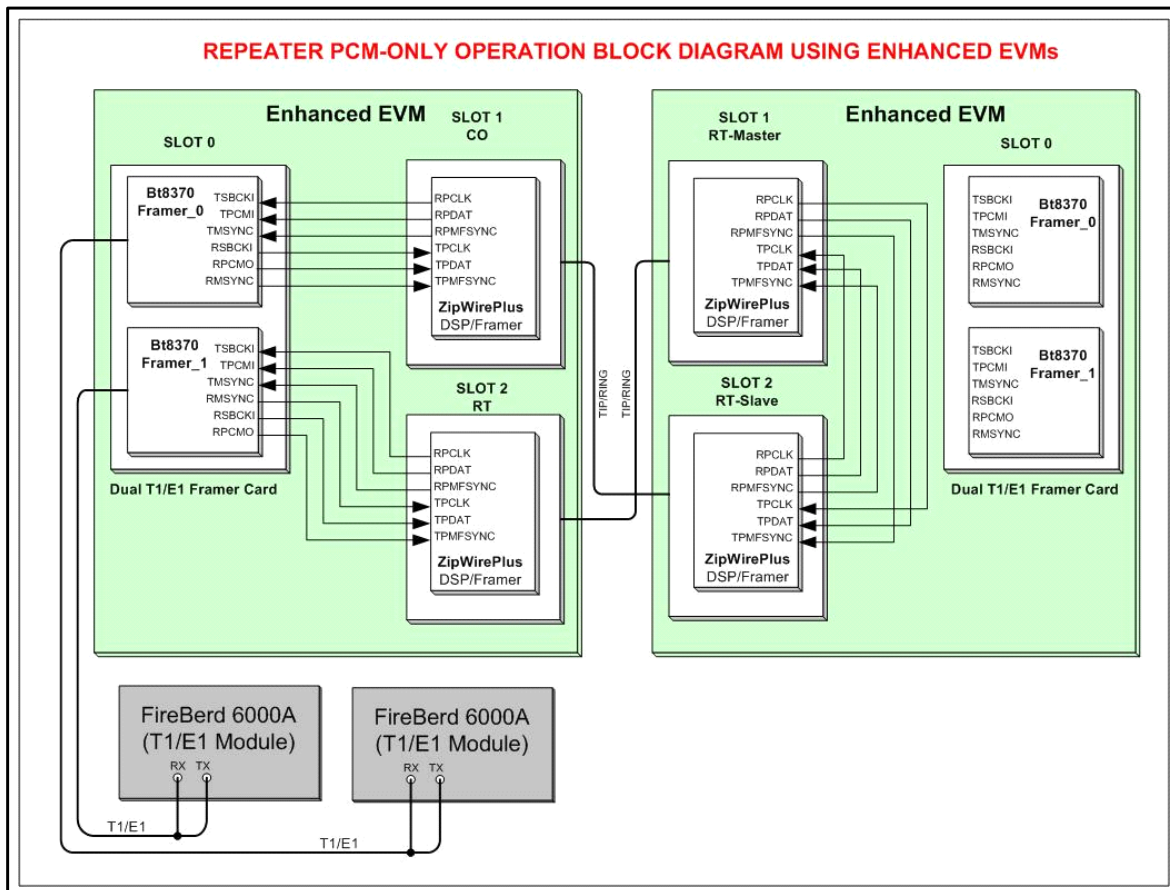 REPEATER PCM-ONLY OPERATION BLOCK DIAGRAM USING ENHANCED EVMs
Enhanced EVM
SLOT 0
SLOT 1
CO
Bt8370
Framer_0
TSBCKI
TPCMI
TMSYNC
RSBCKI
RPCMO
RMSYNC
RPCLK
RPDAT
RPMFSYNC
TPCLK
TPDAT
TPMFSYNC
ZipWirePlus
DSP/Framer
Bt8370
Framer_1
TSBCKI
TPCMI
TMSYNC
RMSYNC
RSBCKI
RPCMO
Dual T1/E1 Framer Card
SLOT 2
RT
RPCLK
RPDAT
RPMFSYNC
TPCLK
TPDAT
TPMFSYNC
ZipWirePlus
DSP/Framer
TIP/RING
TIP/RING
Enhanced EVM
SLOT 1
RT-Master
SLOT 0
RPCLK
RPDAT
RPMFSYNC
TPCLK
TPDAT
TPMFSYNC
ZipWirePlus
DSP/Framer
SLOT 2
RT-Slave
RPCLK
RPDAT
RPMFSYNC
TPCLK
TPDAT
TPMFSYNC
ZipWirePlus
DSP/Framer
TSBCKI
TPCMI
TMSYNC
RSBCKI
RPCMO
RMSYNC
Bt8370
Framer_0
TSBCKI
TPCMI
TMSYNC
RSBCKI
RPCMO
RMSYNC
Bt8370
Framer_1
Dual T1/E1 Framer Card
FireBerd 6000A
(T1/E1 Module)
RX TX
T1/E1
FireBerd 6000A
(T1/E1 Module)
RX TX
T1/E1